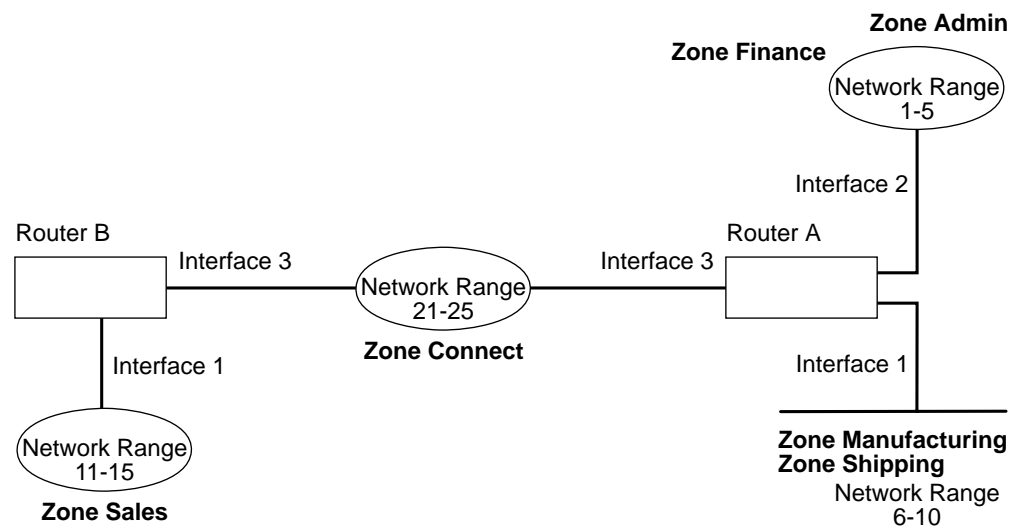 Zone Admin
Zone Finance
Network Range
1-5
Interface 2
Router B
Router A
Interface 3
Interface 3
Network Range
21-25
Zone Connect
Interface 1
Interface 1
Network Range
11-15
Zone Sales
Zone Manufacturing
Zone Shipping
Network Range
6-10